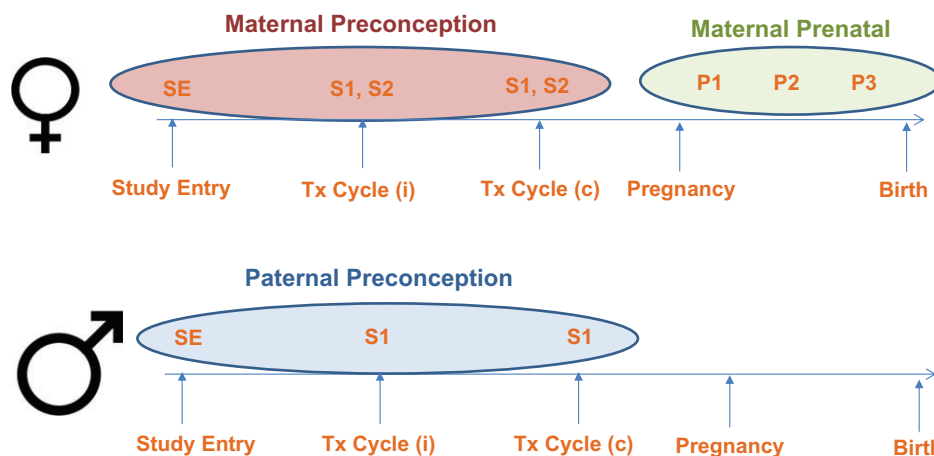 Maternal Preconception
Maternal Prenatal
SE
S1, S2
S1, S2
P1
P2
P3
Study Entry
Tx Cycle (i)
Tx Cycle (c)
Pregnancy
Birth
Paternal Preconception
SE
S1
S1
Study Entry
Tx Cycle (i)
Tx Cycle (c)
Pregnancy
Birth